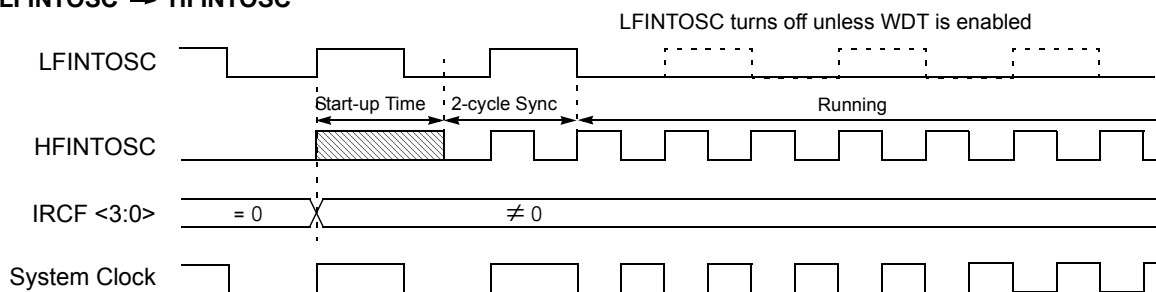 LFINTOSC → HFINTOSC
LFINTOSC turns off unless WDT is enabled
LFINTOSC
Start-up Time 2-cycle Sync Running
HFINTOSC
IRCF <3:0> = 0 ≠ 0
System Clock